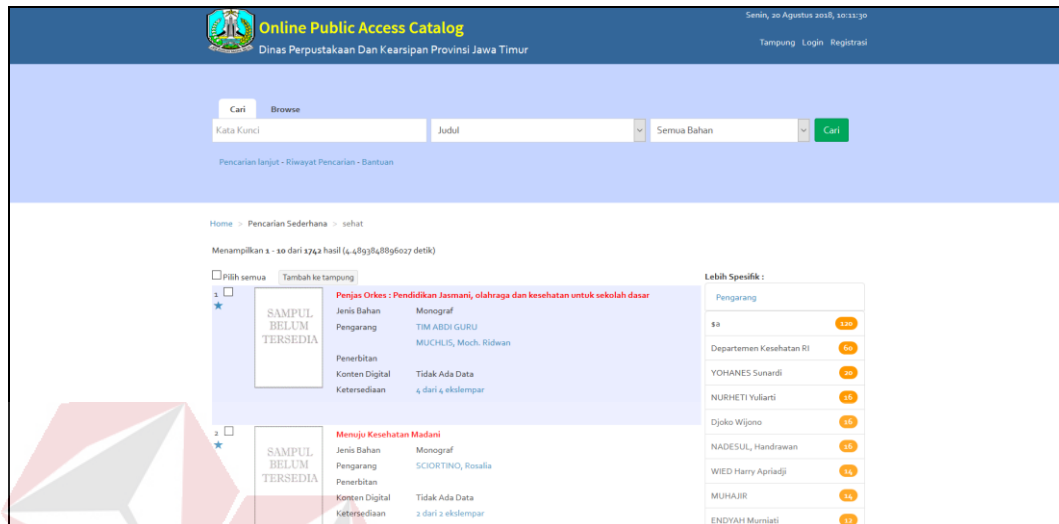 Online Public Access Catalog
Dinas Perpustakaan Dan Kearsipan Provinsi Jawa Timur
Senin, 20 Agustus 2018, 10:11:30
Tampung Login Registrasi
Cari Browse
Kata Kunci Judul Semua Bahan Cari
Pencarian lanjut - Riwayat Pencarian - Bantuan
Home > Pencarian Sederhana > sehat
Menampilkan 1 - 10 dari 1742 hasil (4.4893848896027 detik)
Pilih semua Tambah ke tampung
1
SAMPUL
BELUM
TERSEDIA
Penjas Orkes : Pendidikan Jasmani, olahraga dan kesehatan untuk sekolah dasar
Jenis Bahan Monograf
Pengarang TIM ABDI GURU
MUCHLIS, Moch. Ridwan
Penerbitan
Konten Digital Tidak Ada Data
Ketersediaan 4 dari 4 ekslempar
2
SAMPUL
BELUM
TERSEDIA
Menuju Kesehatan Madani
Jenis Bahan Monograf
Pengarang SCIORTINO, Rosalia
Penerbitan
Konten Digital Tidak Ada Data
Ketersediaan 2 dari 2 ekslempar
Lebih Spesifik :
Pengarang
$a 120
Departemen Kesehatan RI 60
YOHANES Sunardi 20
NURHETI Yuliarti 16
Djoko Wijono 16
NADESUL, Handrawan 16
WIED Harry Apriadji 14
MUHAJIR 14
ENDYAH Murniati 12